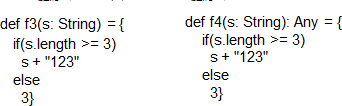 def f3(s: String) = {
if(s.length >= 3)
s + "123"
else
3}
def f4(s: String): Any = {
if(s.length >= 3)
s + "123"
else
3}